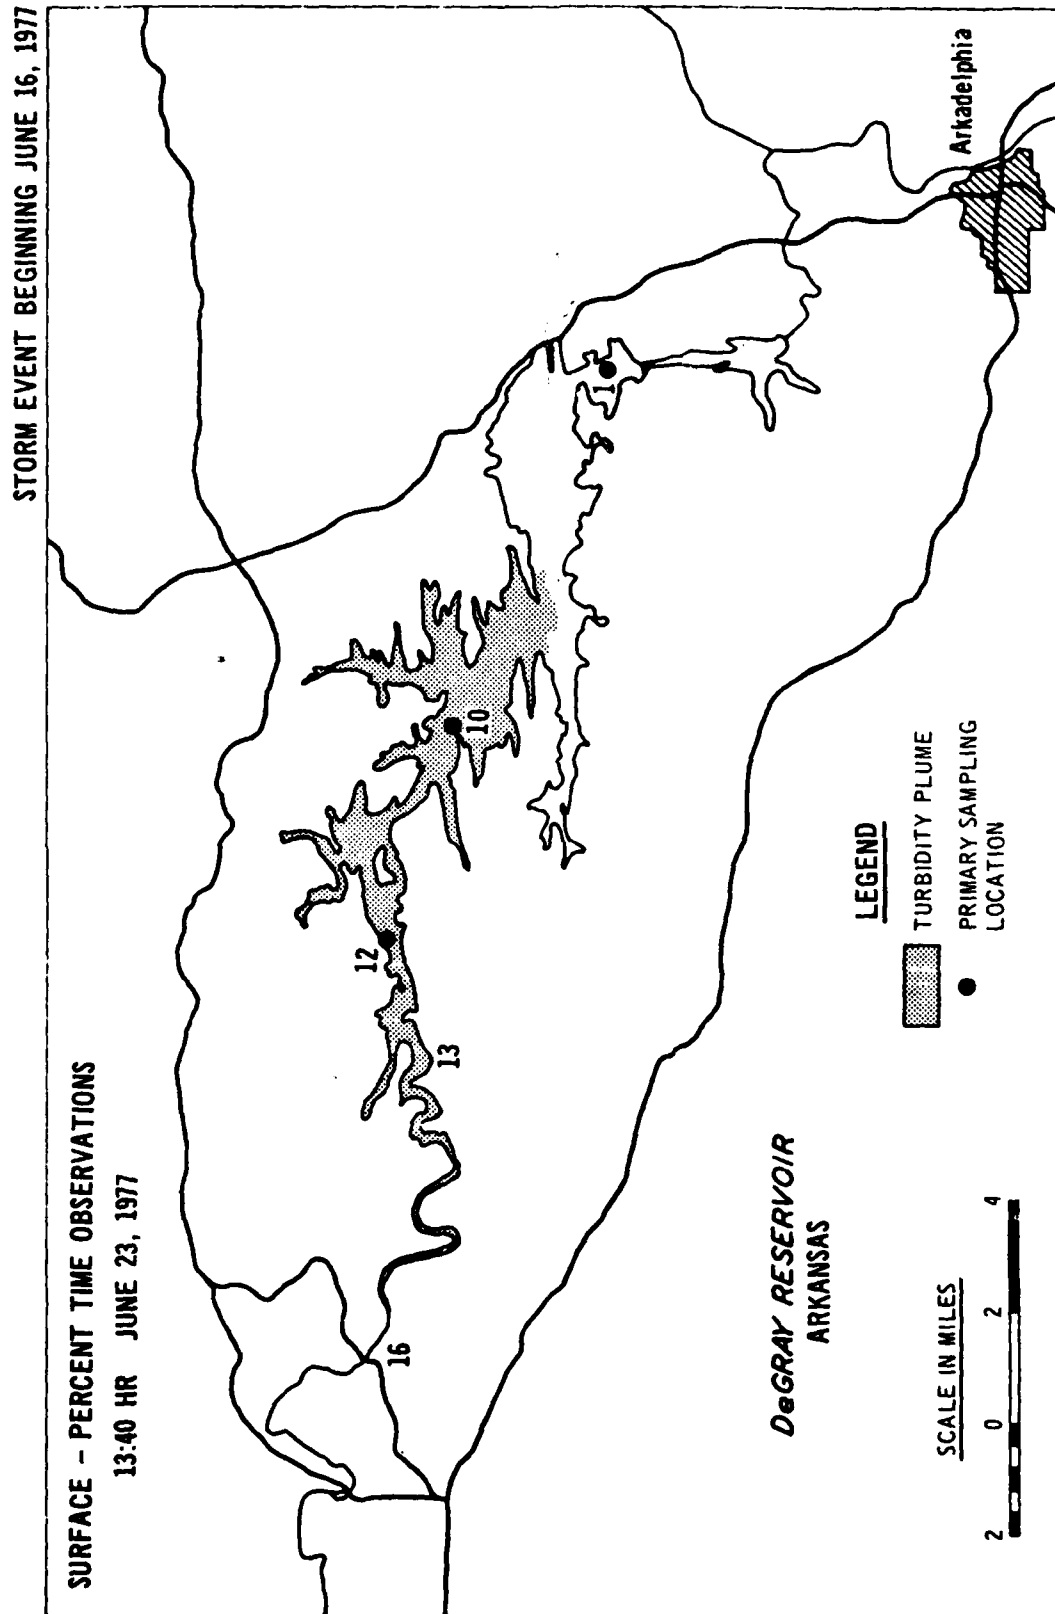 STORM EVENT BEGINNING JUNE 16, 1977
SURFACE – PERCENT TIME OBSERVATIONS
13:40 HR JUNE 23, 1977
16
13
12
10
1
Arkadelphia
DeGRAY RESERVOIR
ARKANSAS
LEGEND
TURBIDITY PLUME
PRIMARY SAMPLING
LOCATION
SCALE IN MILES
2 0 2 4